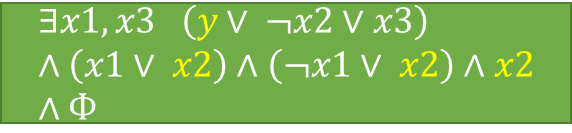 ∃x1, x3 (y ∨ ¬x2 ∨ x3)
∧ (x1 ∨ x2) ∧ (¬x1 ∨ x2) ∧ x2
∧ Φ